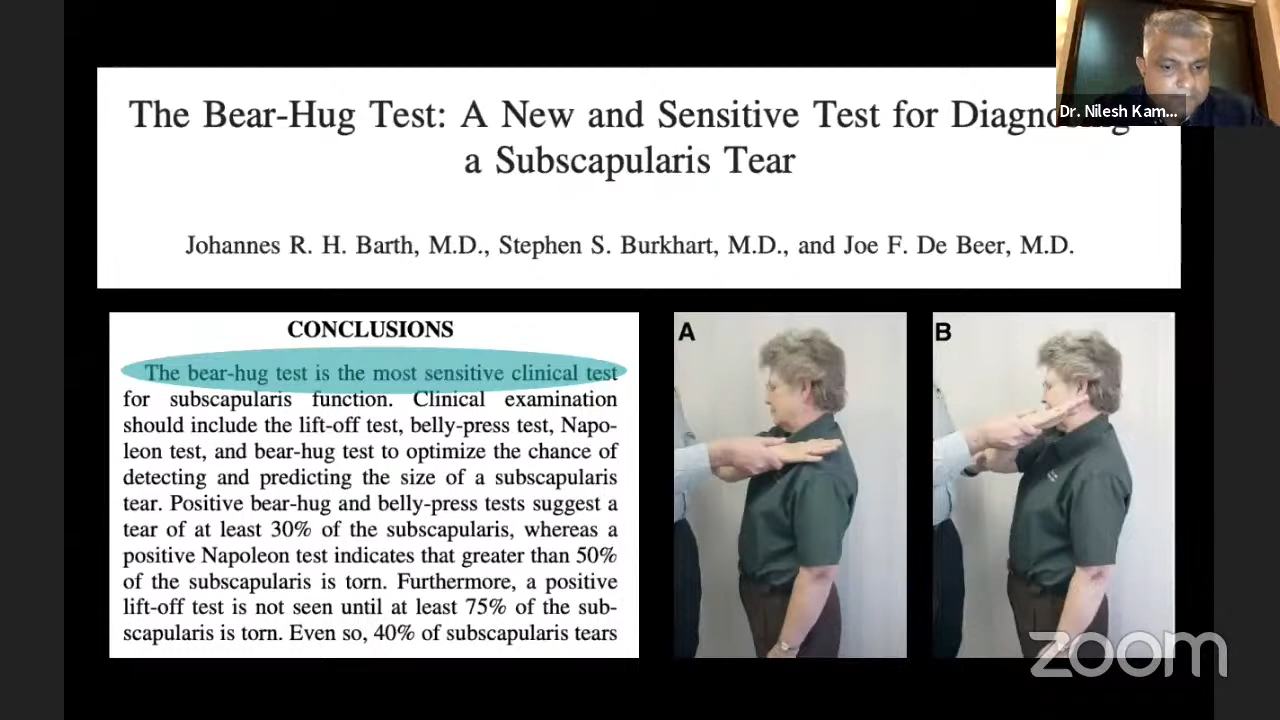 The Bear-Hug Test: A New and Sensitive Test for
a Subscapularis Tear
Johannes R. H. Barth, M.D., Stephen S. Burkhart, M.D., and Joe F. De Beer, M.D.
Dr. Nilesh Kam...
CONCLUSIONS
The bear-hug test is the most sensitive clinical test
for subscapularis function. Clinical examination
should include the lift-off test, belly-press test, Napo-
leon test, and bear-hug test to optimize the chance of
detecting and predicting the size of a subscapularis
tear. Positive bear-hug and belly-press tests suggest a
tear of at least 30% of the subscapularis, whereas a
positive Napoleon test indicates that greater than 50%
of the subscapularis is torn. Furthermore, a positive
lift-off test is not seen until at least 75% of the sub-
scapularis is torn. Even so, 40% of subscapularis tears
A
B
zoom